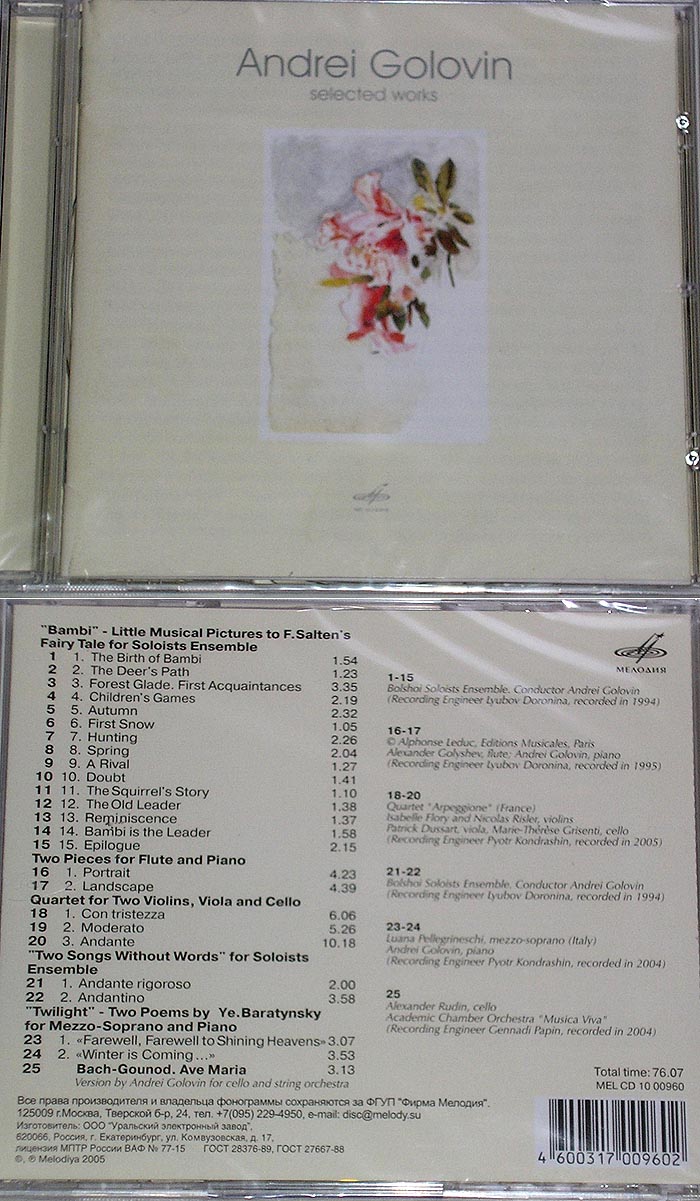 Andrei Golovin
selected works
"Bambi" - Little Musical Pictures to F.Salten's
Fairy Tale for Soloists Ensemble
1 1. The Birth of Bambi 1.54
2 2. The Deer's Path 1.23
3 3. Forest Glade. First Acquaintances 3.35
4 4. Children's Games 2.19
5 5. Autumn 2.32
6 6. First Snow 1.05
7 7. Hunting 2.26
8 8. Spring 2.04
9 9. A Rival 1.27
10 10. Doubt 1.41
11 11. The Squirrel's Story 1.10
12 12. The Old Leader 1.38
13 13. Reminiscence 1.37
14 14. Bambi is the Leader 1.58
15 15. Epilogue 2.15
Two Pieces for Flute and Piano
16 1. Portrait 4.23
17 2. Landscape 4.39
Quartet for Two Violins, Viola and Cello
18 1. Con tristezza 6.06
19 2. Moderato 5.26
20 3. Andante 10.18
"Two Songs Without Words" for Soloists
Ensemble
21 1. Andante rigoroso 2.00
22 2. Andantino 3.58
"Twilight" - Two Poems by Ye.Baratynsky
for Mezzo-Soprano and Piano
23 1. «Farewell, Farewell to Shining Heavens» 3.07
24 2. «Winter is Coming...» 3.53
25 Bach-Gounod. Ave Maria 3.13
Version by Andrei Golovin for cello and string orchestra
МЕЛОДИЯ
1-15
Bolshoi Soloists Ensemble. Conductor Andrei Golovin
(Recording Engineer Lyubov Doronina, recorded in 1994)
16-17
© Alphonse Leduc, Editions Musicales, Paris
Alexander Golyshev, flute; Andrei Golovin, piano
(Recording Engineer Lyubov Doronina, recorded in 1995)
18-20
Quartet "Arpeggione" (France)
Isabelle Flory and Nicolas Risler, violins
Patrick Dussart, viola, Marie-Thérèse Grisenti, cello
(Recording Engineer Pyotr Kondrashin, recorded in 2005)
21-22
Bolshoi Soloists Ensemble. Conductor Andrei Golovin
(Recording Engineer Lyubov Doronina, recorded in 1994)
23-24
Luana Pellegrineschi, mezzo-soprano (Italy)
Andrei Golovin, piano
(Recording Engineer Pyotr Kondrashin, recorded in 2004)
25
Alexander Rudin, cello
Academic Chamber Orchestra "Musica Viva"
(Recording Engineer Gennadi Papin, recorded in 2004)
Total time: 76.07
MEL CD 10 00960
Все права производителя и владельца фонограммы сохраняются за ФГУП "Фирма Мелодия".
125009 г.Москва, Тверской б-р, 24, тел. +7(095) 229-4950, e-mail: disc@melody.su
Изготовитель: ООО "Уральский электронный завод",
620066, Россия, г. Екатеринбург, ул. Комвузовская, д. 17,
лицензия МПТР России ВАФ № 77-15 ГОСТ 28376-89, ГОСТ 27667-88
©, ℗ Melodiya 2005
4 600317 009602